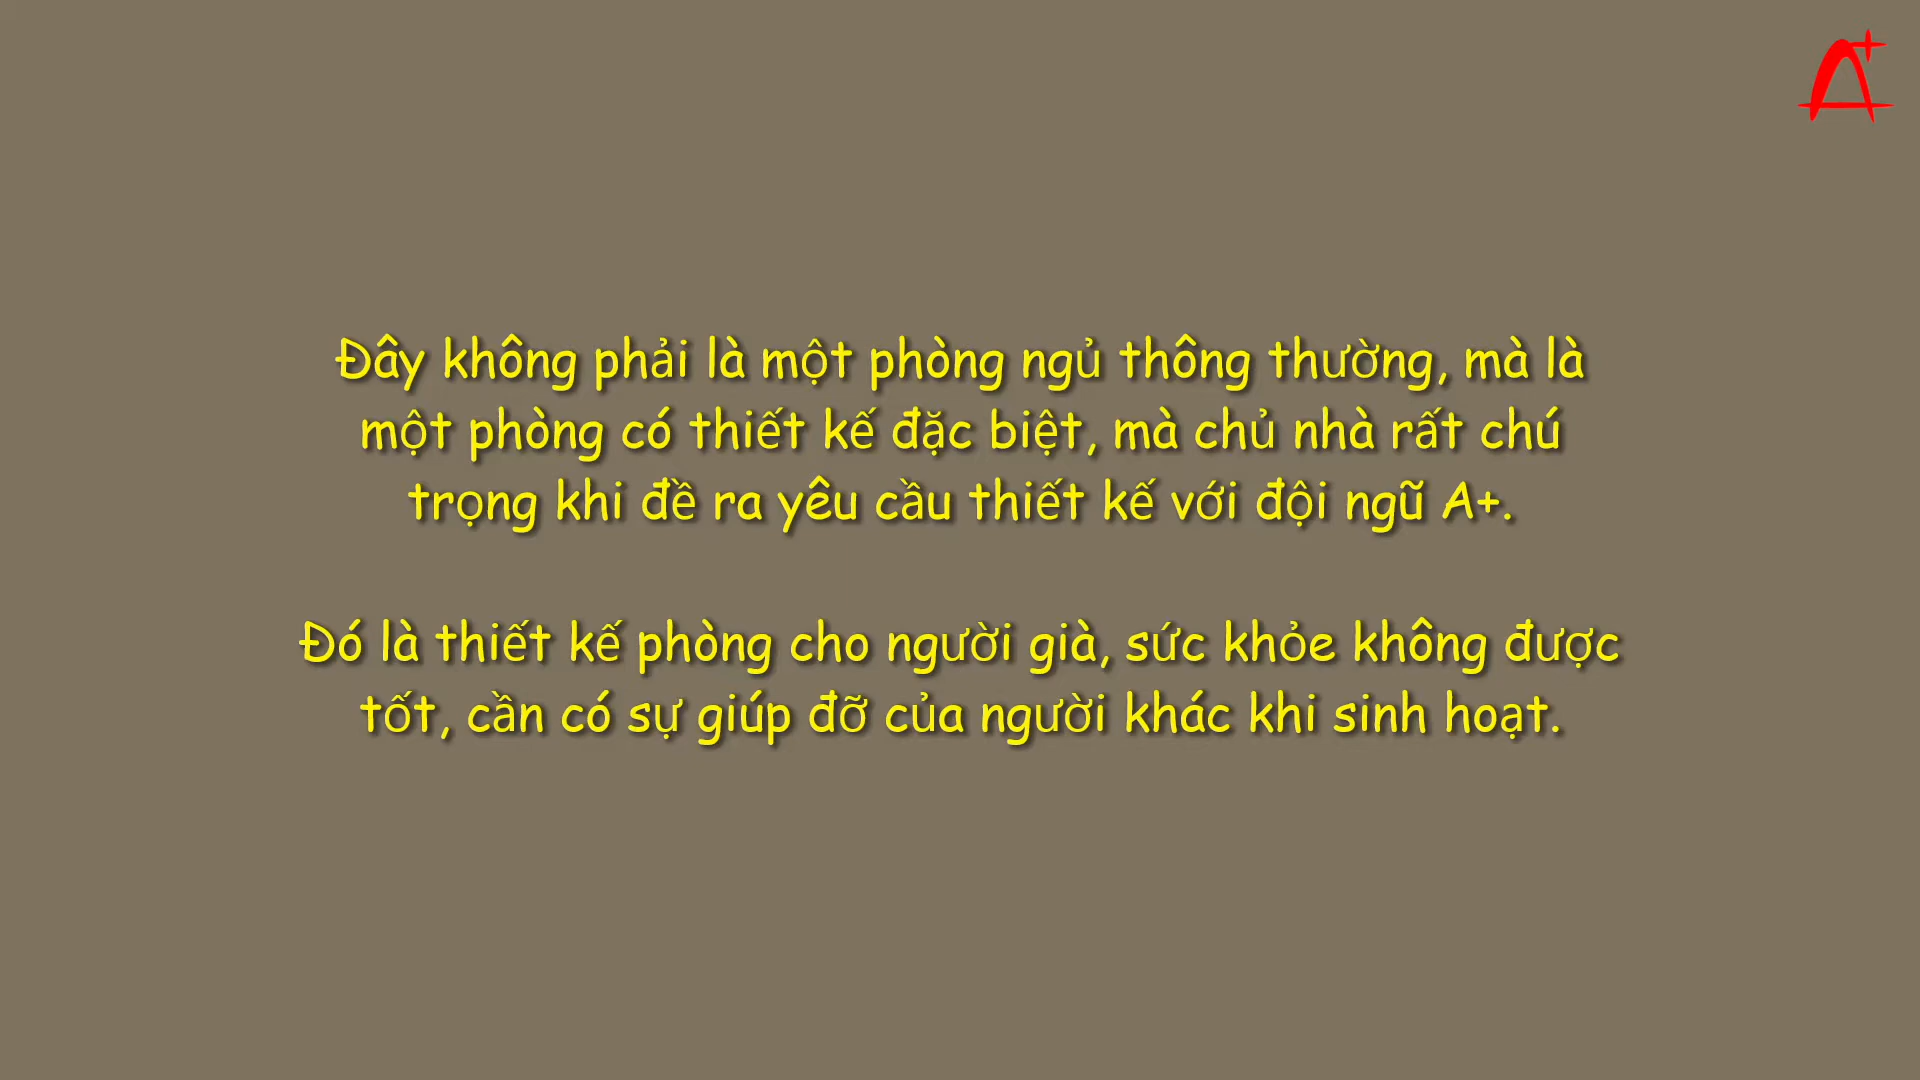 A+
Đây không phải là một phòng ngủ thông thường, mà là
một phòng có thiết kế đặc biệt, mà chủ nhà rất chú
trọng khi đề ra yêu cầu thiết kế với đội ngũ A+.
Đó là thiết kế phòng cho người già, sức khỏe không được
tốt, cần có sự giúp đỡ của người khác khi sinh hoạt.